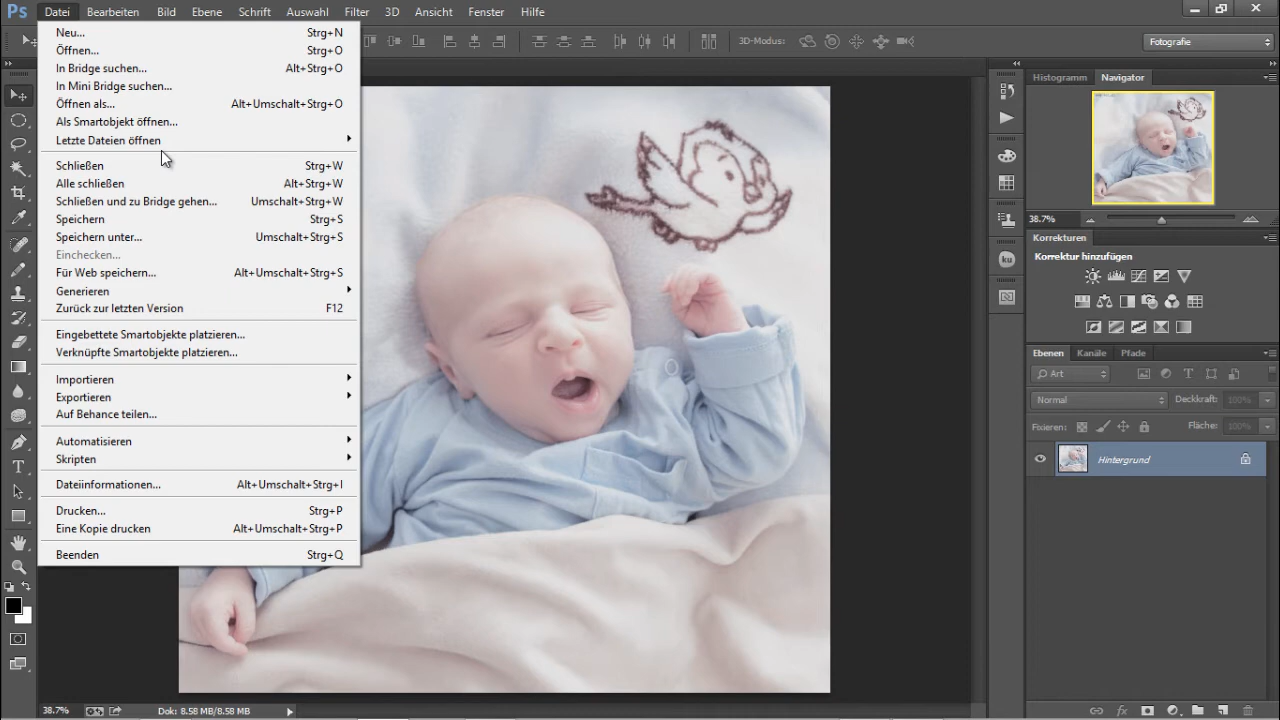 Ps Datei Bearbeiten Bild Ebene Schrift Auswahl Filter 3D Ansicht Fenster Hilfe
3D-Modus:
Fotografie
Neu... Strg+N
Öffnen... Strg+O
In Bridge suchen... Alt+Strg+O
In Mini Bridge suchen...
Öffnen als... Alt+Umschalt+Strg+O
Als Smartobjekt öffnen...
Letzte Dateien öffnen
Schließen Strg+W
Alle schließen Alt+Strg+W
Schließen und zu Bridge gehen... Umschalt+Strg+W
Speichern Strg+S
Speichern unter... Umschalt+Strg+S
Einchecken...
Für Web speichern... Alt+Umschalt+Strg+S
Generieren
Zurück zur letzten Version F12
Eingebettete Smartobjekte platzieren...
Verknüpfte Smartobjekte platzieren...
Importieren
Exportieren
Auf Behance teilen...
Automatisieren
Skripten
Dateiinformationen... Alt+Umschalt+Strg+I
Drucken... Strg+P
Eine Kopie drucken Alt+Umschalt+Strg+P
Beenden Strg+Q
38.7% Dok: 8.58 MB/8.58 MB
ku
Histogramm Navigator
38.7%
Korrekturen
Korrektur hinzufügen
Ebenen Kanäle Pfade
Art
Normal Deckkraft: 100%
Fixieren: Fläche: 100%
Hintergrund
fx